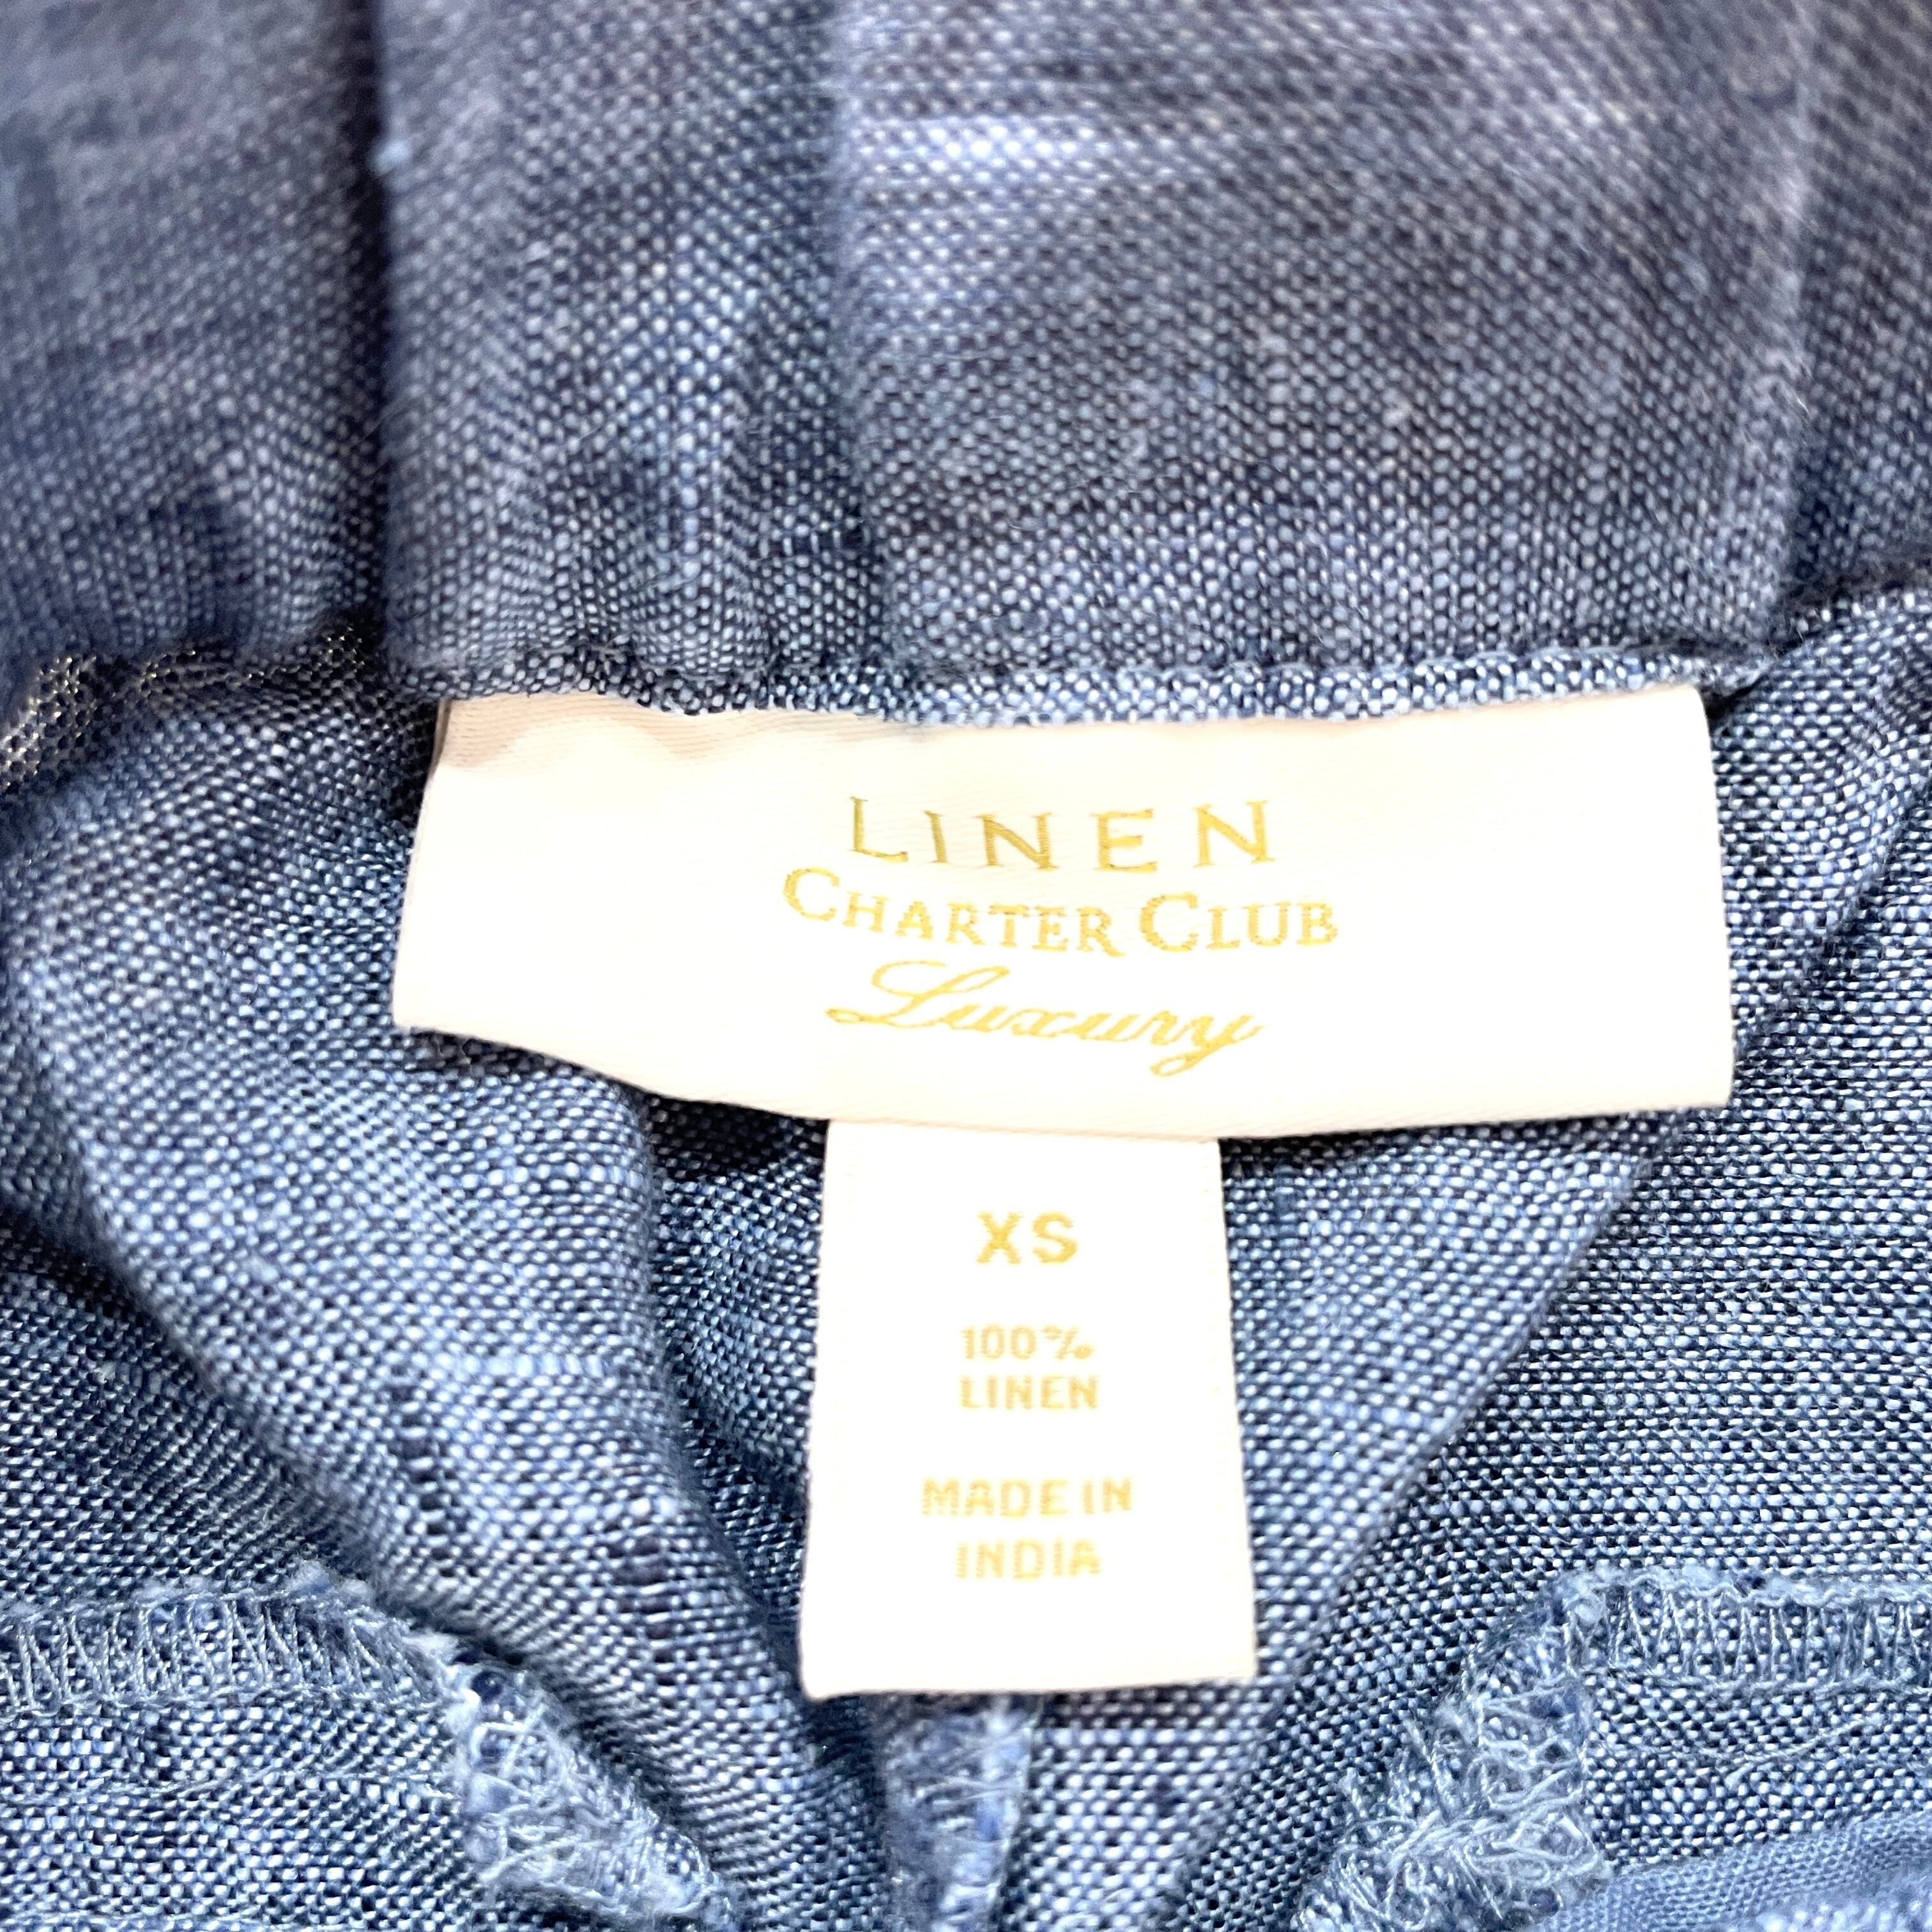 LINEN
CHARTER CLUB
Luxury
XS
100%
LINEN
MADE IN
INDIA